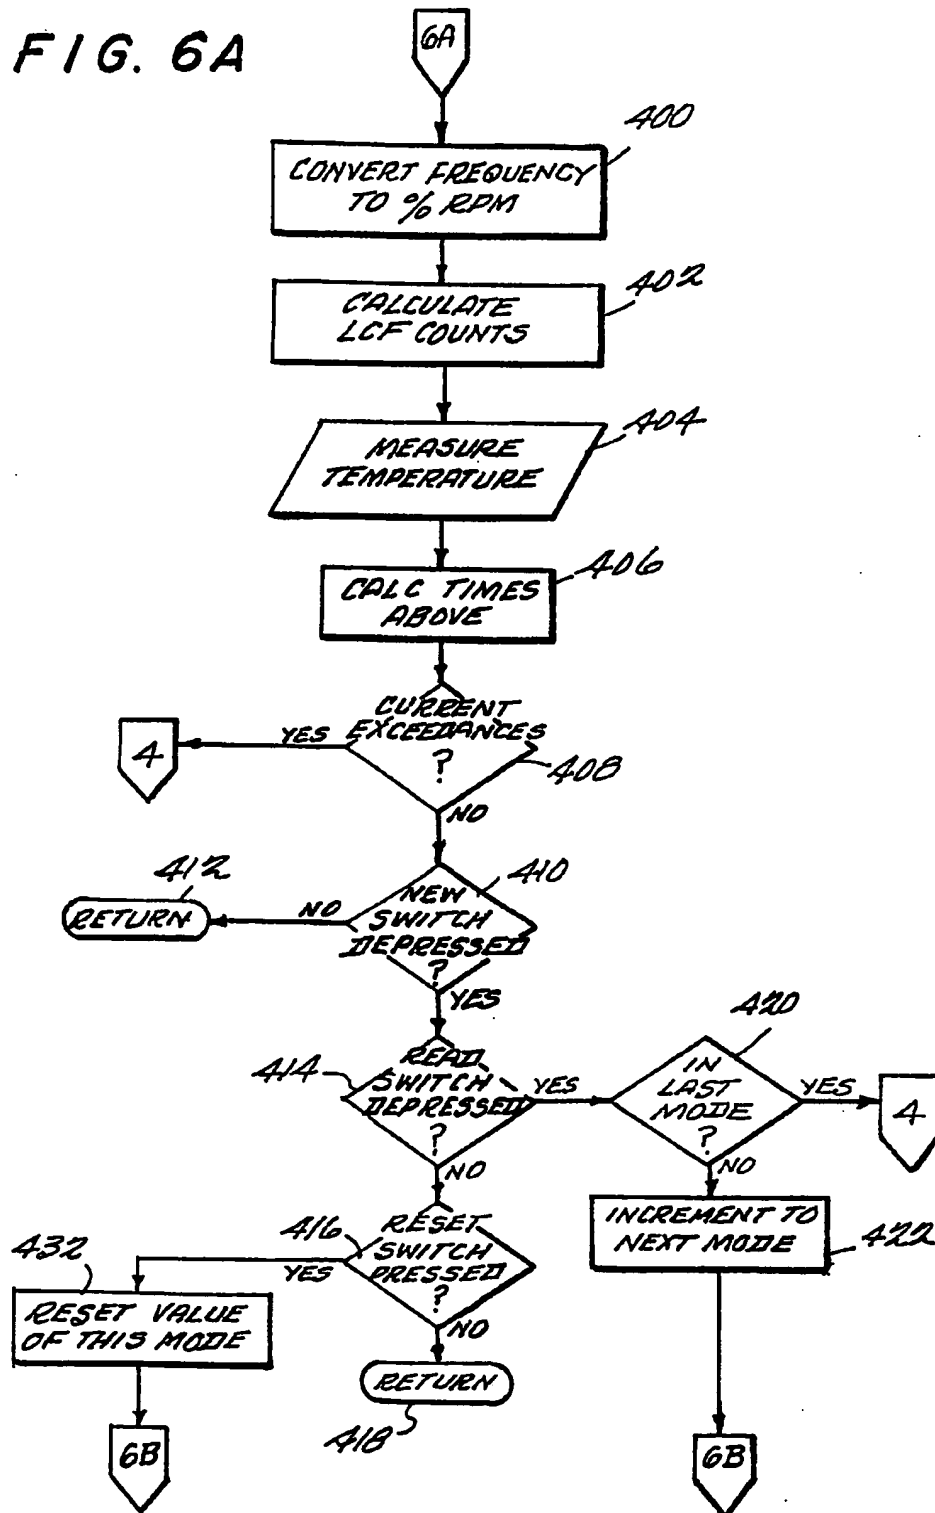 FIG. 6A
6A
400
CONVERT FREQUENCY
TO % RPM
402
CALCULATE
LCF COUNTS
404
MEASURE
TEMPERATURE
406
CALC TIMES
ABOVE
CURRENT
EXCEEDANCES
?
408
YES
4
NO
412
RETURN
NO
410
NEW
SWITCH
DEPRESSED
?
YES
414
READ
SWITCH
DEPRESSED
?
YES
420
IN
LAST
MODE
?
YES
4
NO
NO
INCREMENT TO
NEXT MODE
422
416
RESET
SWITCH
PRESSED
?
YES
432
RESET VALUE
OF THIS MODE
NO
RETURN
418
6B
6B